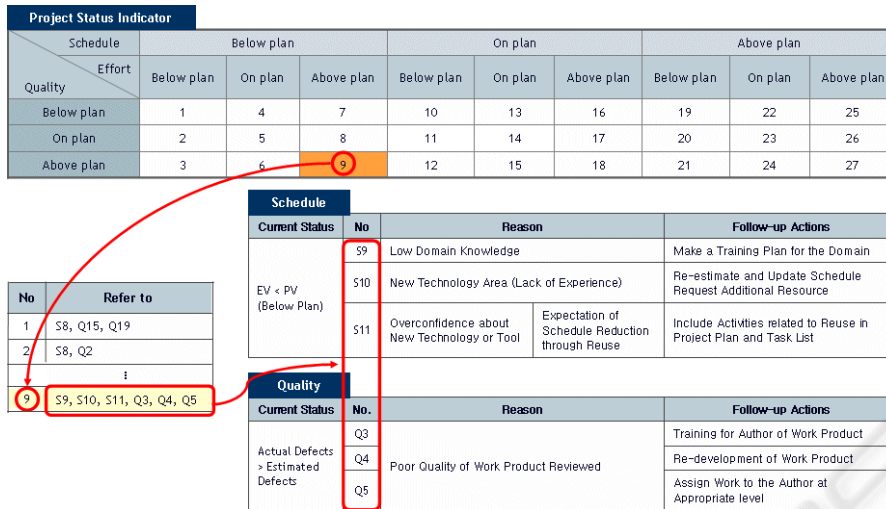 Project Status Indicator
Schedule Below plan On plan Above plan
Effort
Quality
Below plan On plan Above plan Below plan On plan Above plan Below plan On plan Above plan
Below plan 1 4 7 10 13 16 19 22 25
On plan 2 5 8 11 14 17 20 23 26
Above plan 3 6 9 12 15 18 21 24 27
Schedule
Current Status No Reason Follow-up Actions
EV < PV
(Below Plan)
S9 Low Domain Knowledge Make a Training Plan for the Domain
S10 New Technology Area (Lack of Experience) Re-estimate and Update Schedule
Request Additional Resource
S11 Overconfidence about
New Technology or Tool
Expectation of
Schedule Reduction
through Reuse
Include Activities related to Reuse in
Project Plan and Task List
No Refer to
1 S8, Q15, Q19
2 S8, Q2
⋮
9 S9, S10, S11, Q3, Q4, Q5
Quality
Current Status No. Reason Follow-up Actions
Actual Defects
> Estimated
Defects
Q3 Training for Author of Work Product
Q4 Poor Quality of Work Product Reviewed Re-development of Work Product
Q5 Assign Work to the Author at
Appropriate level